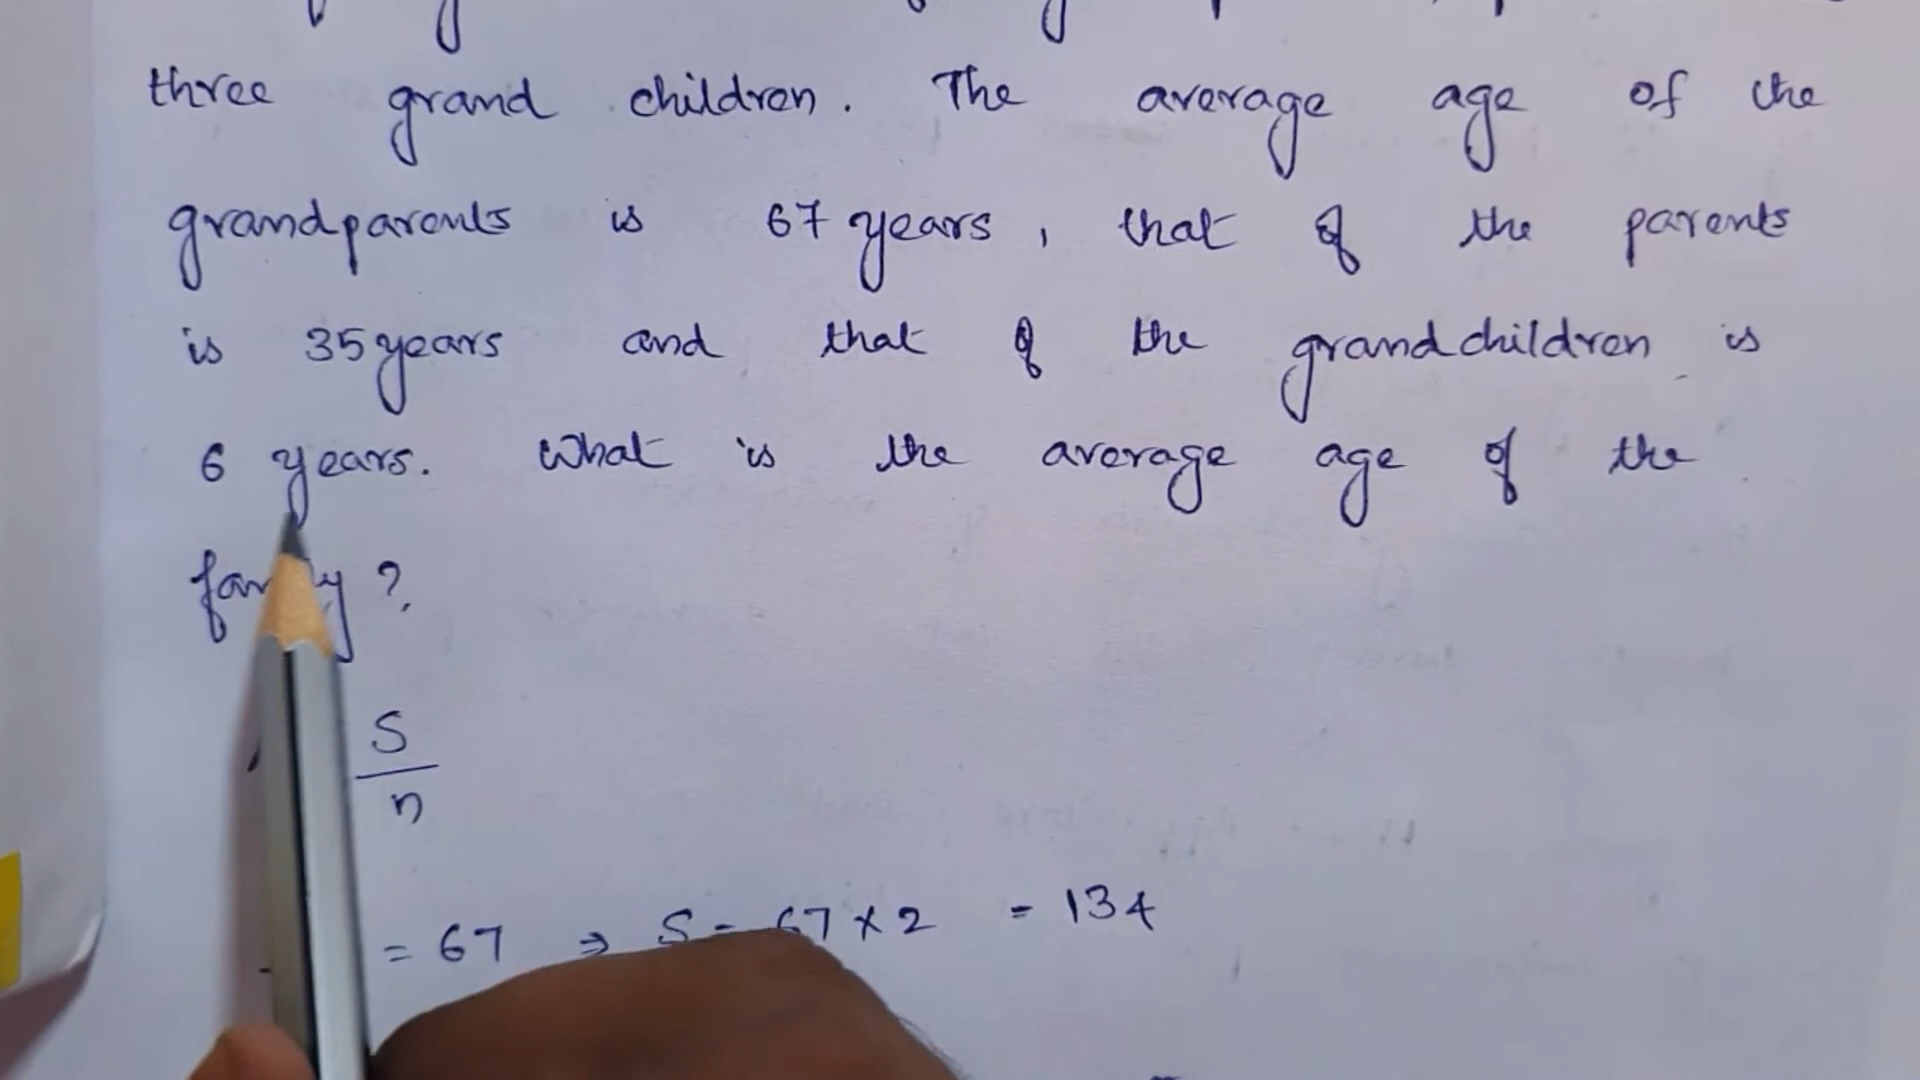 three grand children. The average age of the
grandparents is 67 years, that of the parents
is 35 years and that of the grandchildren is
6 years. What is the average age of the
?
S
n
= 67 ⇒ S = 67 × 2 = 134